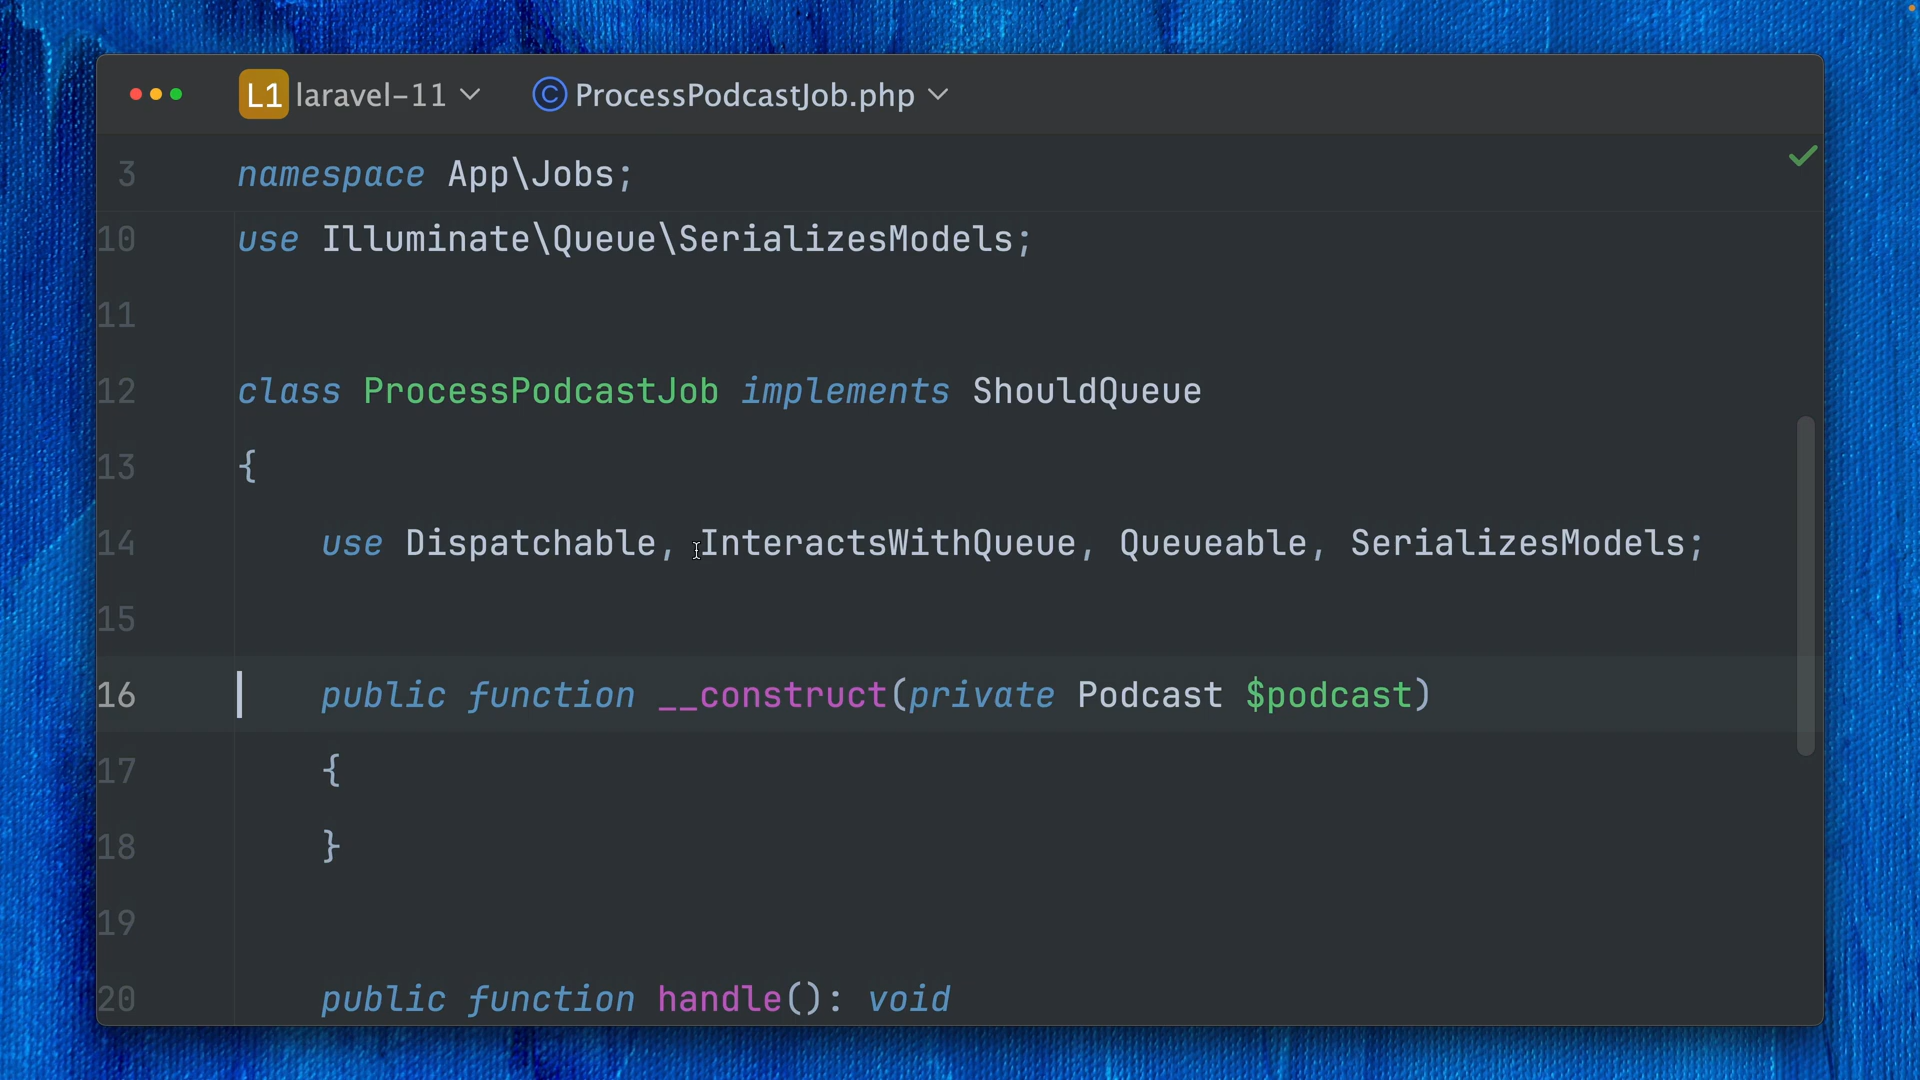 L1 laravel-11 ProcessPodcastJob.php
3 namespace App\Jobs;
10 use Illuminate\Queue\SerializesModels;
11
12 class ProcessPodcastJob implements ShouldQueue
13 {
14 use Dispatchable, InteractsWithQueue, Queueable, SerializesModels;
15
16 public function __construct(private Podcast $podcast)
17 {
18 }
19
20 public function handle(): void